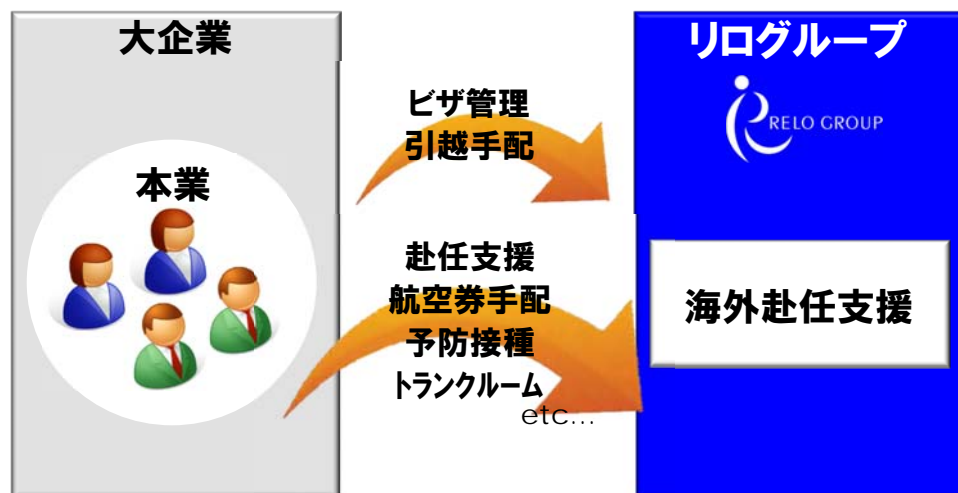 大企業
本業
ビザ管理
引越手配
赴任支援
航空券手配
予防接種
トランクルーム
etc...
リログループ
RELO GROUP
海外赴任支援